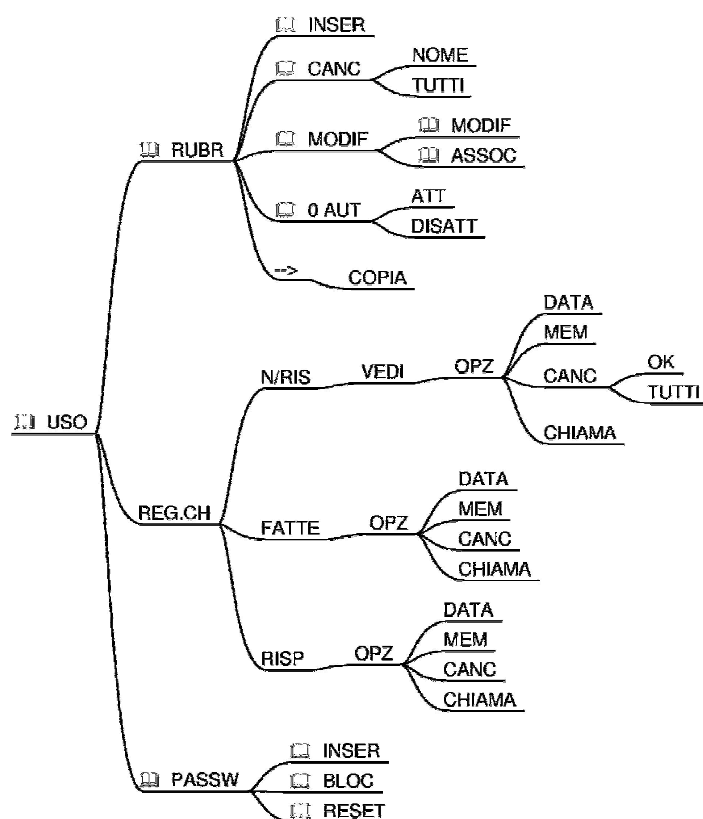 INSER
NOME
CANC
TUTTI
MODIF
MODIF
RUBR
ASSOC
ATT
0 AUT
DISATT
-->
COPIA
DATA
MEM
OK
N/RIS
VEDI
OPZ
CANC
TUTTI
USO
CHIAMA
DATA
REG.CH
MEM
FATTE
OPZ
CANC
CHIAMA
DATA
MEM
RISP
OPZ
CANC
CHIAMA
INSER
PASSW
BLOC
RESET